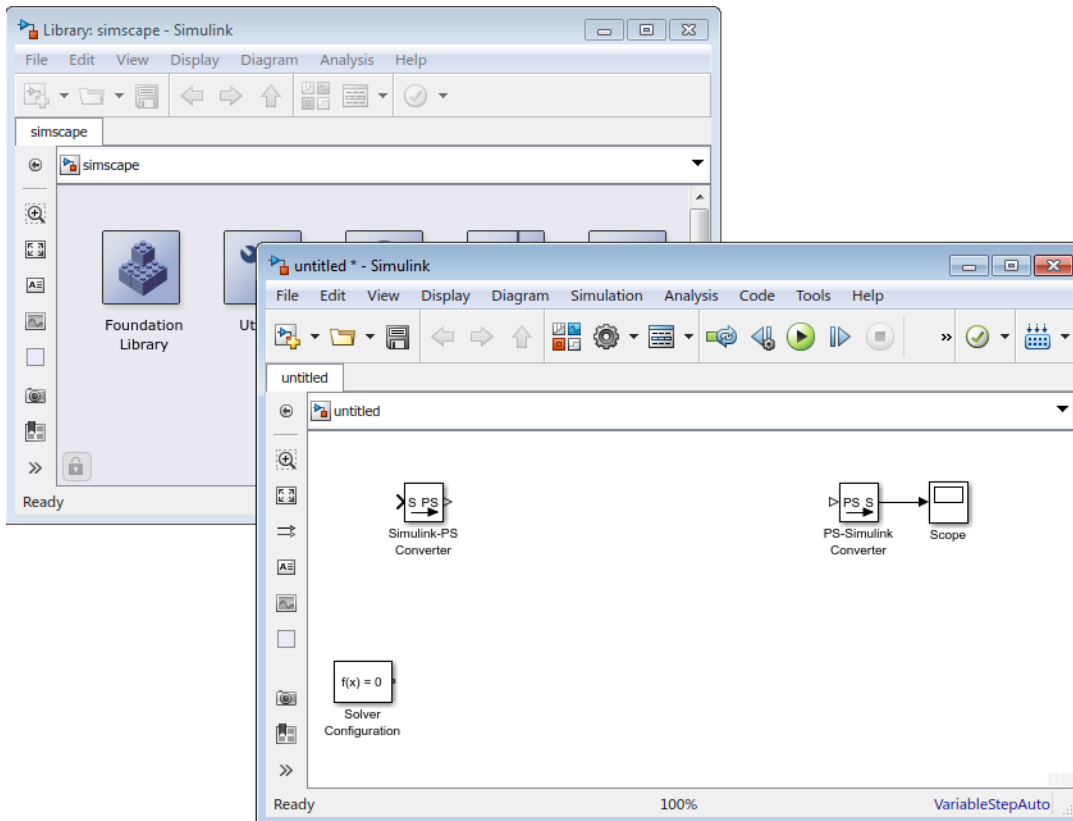 Library: simscape - Simulink
File Edit View Display Diagram Analysis Help
simscape
simscape
Foundation
Library
Ut
Ready
untitled * - Simulink
File Edit View Display Diagram Simulation Analysis Code Tools Help
untitled
untitled
S PS
Simulink-PS
Converter
PS S
PS-Simulink
Converter
Scope
f(x) = 0
Solver
Configuration
Ready 100% VariableStepAuto